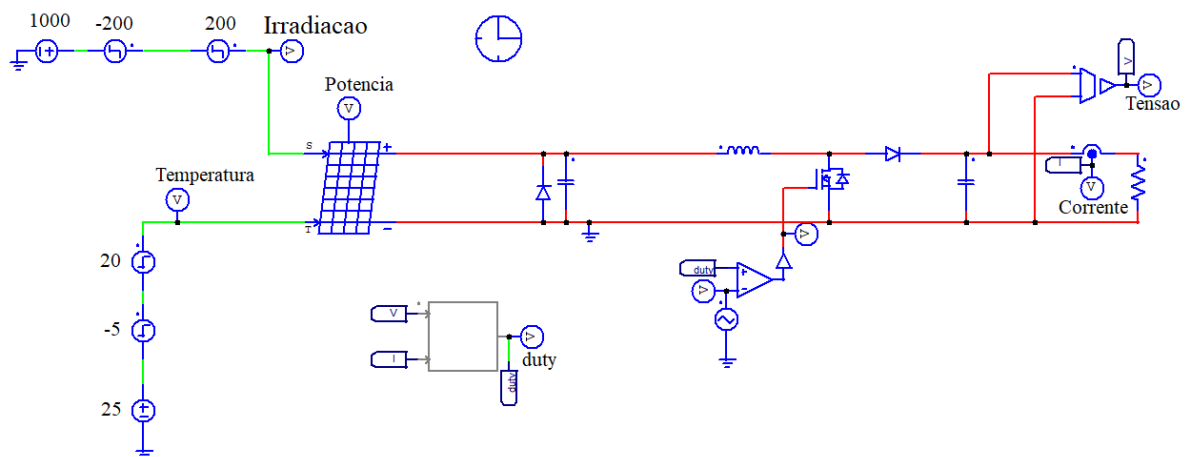 1000
-200
200
Irradiacao
V
Potencia
V
V
V
Tensao
S
+
Temperatura
V
T
−
I
V
Corrente
V
20
duty
+
−
V
-5
V
I
V
duty
duty
25